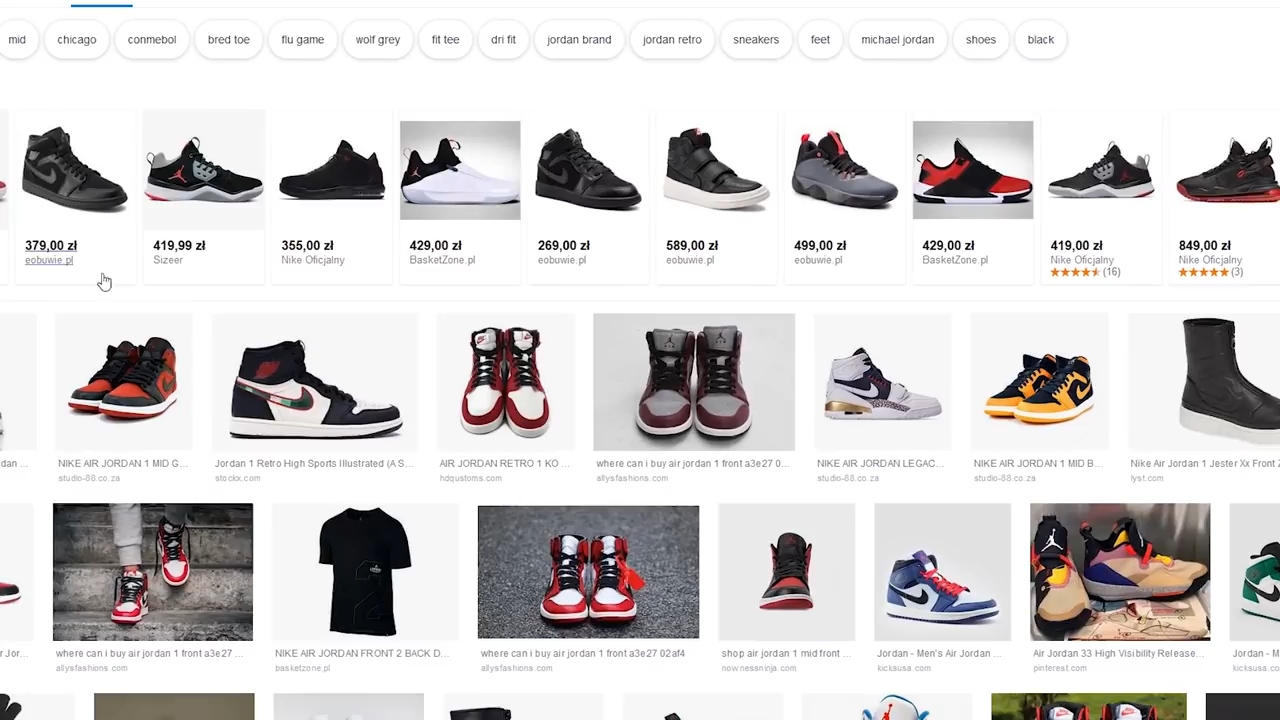 mid
chicago
conmebol
bred toe
flu game
wolf grey
fit tee
dri fit
jordan brand
jordan retro
sneakers
feet
michael jordan
shoes
black
379,00 zł
eobuwie.pl
419,99 zł
Sizeer
355,00 zł
Nike Oficjalny
429,00 zł
BasketZone.pl
269,00 zł
eobuwie.pl
589,00 zł
eobuwie.pl
499,00 zł
eobuwie.pl
429,00 zł
BasketZone.pl
419,00 zł
Nike Oficjalny
(16)
849,00 zł
Nike Oficjalny
(3)
dan ...
NIKE AIR JORDAN 1 MID G...
studio-88.co.za
Jordan 1 Retro High Sports Illustrated (A S...
stockx.com
AIR JORDAN RETRO 1 KO ...
hdqustoms.com
where can i buy air jordan 1 front a3e27 0...
allysfashions.com
NIKE AIR JORDAN LEGAC...
studio-88.co.za
NIKE AIR JORDAN 1 MID B...
studio-88.co.za
Nike Air Jordan 1 Jester Xx Front Z
lyst.com
Jor...
where can i buy air jordan 1 front a3e27 ...
allysfashions.com
NIKE AIR JORDAN FRONT 2 BACK D...
basketzone.pl
where can i buy air jordan 1 front a3e27 02af4
allysfashions.com
shop air jordan 1 mid front ...
nownessninja.com
Jordan - Men's Air Jordan ...
kicksusa.com
Air Jordan 33 High Visibility Release...
pinterest.com
Jordan - M
kicksusa.c